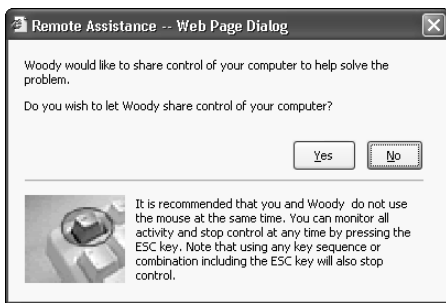 Remote Assistance -- Web Page Dialog
Woody would like to share control of your computer to help solve the
problem.
Do you wish to let Woody share control of your computer?
Yes No
It is recommended that you and Woody do not use
the mouse at the same time. You can monitor all
activity and stop control at any time by pressing the
ESC key. Note that using any key sequence or
combination including the ESC key will also stop
control.